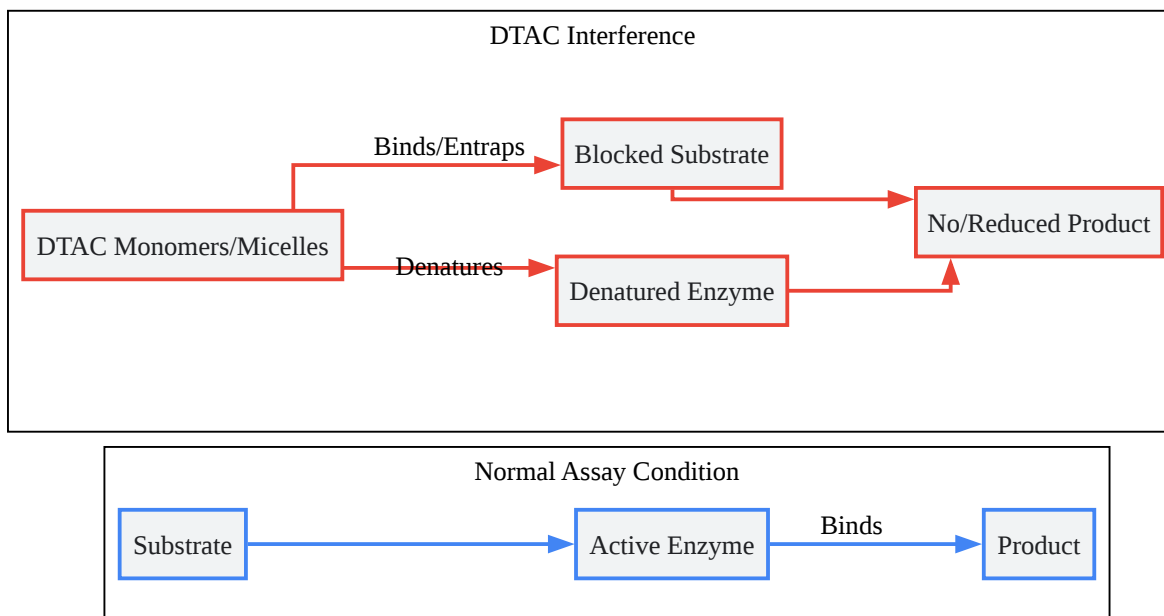 DTAC Interference
Binds/Entraps
Blocked Substrate
No/Reduced Product
DTAC Monomers/Micelles
Denatures
Denatured Enzyme
Normal Assay Condition
Substrate
Active Enzyme
Binds
Product